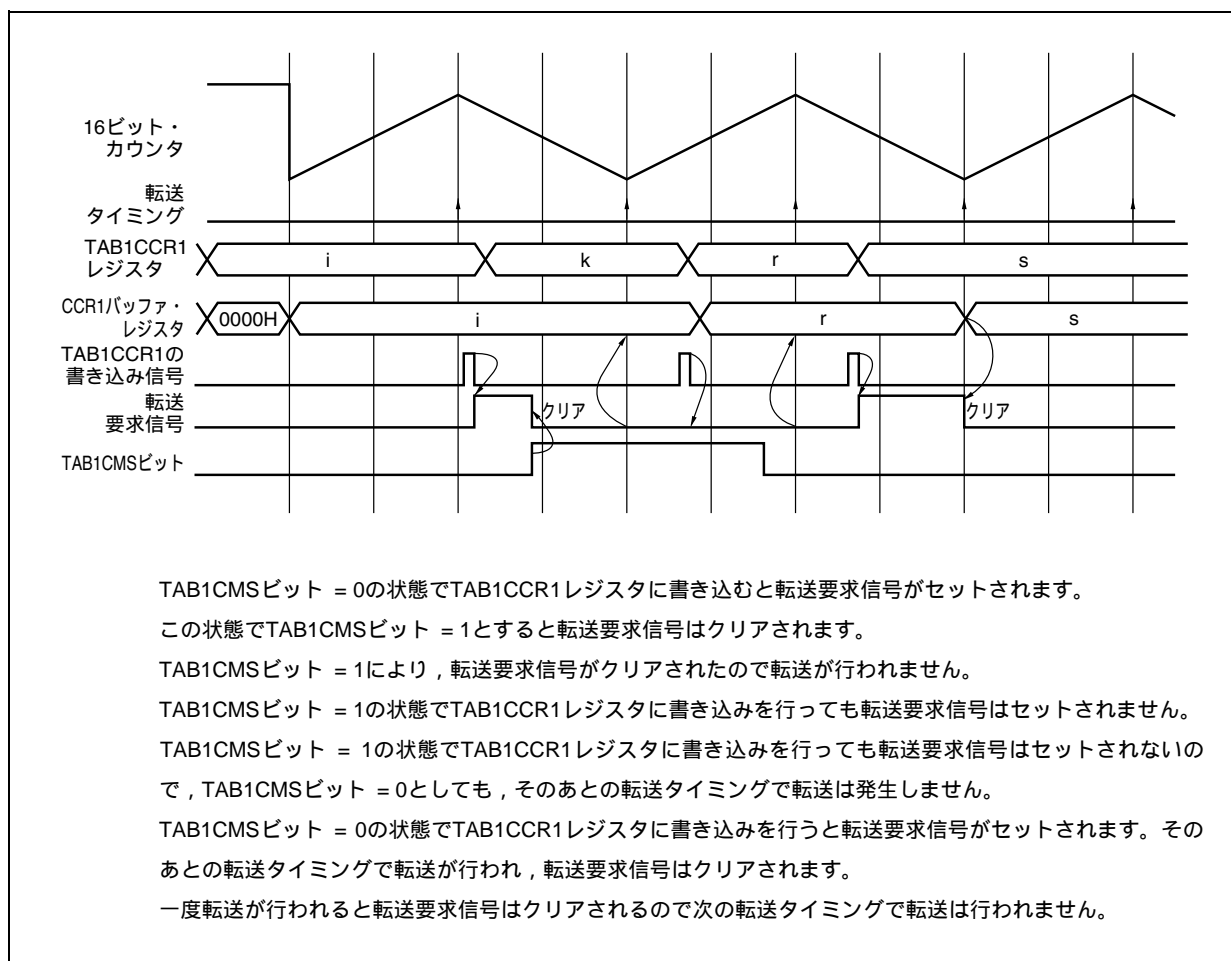 16ビット・
カウンタ
転送
タイミング
TAB1CCR1
レジスタ
i
k
r
s
CCR1バッファ・
レジスタ
0000H
i
r
s
TAB1CCR1の
書き込み信号
転送
要求信号
クリア
クリア
TAB1CMSビット
TAB1CMSビット = 0の状態でTAB1CCR1レジスタに書き込むと転送要求信号がセットされます。
この状態でTAB1CMSビット = 1とすると転送要求信号はクリアされます。
TAB1CMSビット = 1により，転送要求信号がクリアされたので転送が行われません。
TAB1CMSビット = 1の状態でTAB1CCR1レジスタに書き込みを行っても転送要求信号はセットされません。
TAB1CMSビット = 1の状態でTAB1CCR1レジスタに書き込みを行っても転送要求信号はセットされないの
で，TAB1CMSビット = 0としても，そのあとの転送タイミングで転送は発生しません。
TAB1CMSビット = 0の状態でTAB1CCR1レジスタに書き込みを行うと転送要求信号がセットされます。その
あとの転送タイミングで転送が行われ，転送要求信号はクリアされます。
一度転送が行われると転送要求信号はクリアされるので次の転送タイミングで転送は行われません。